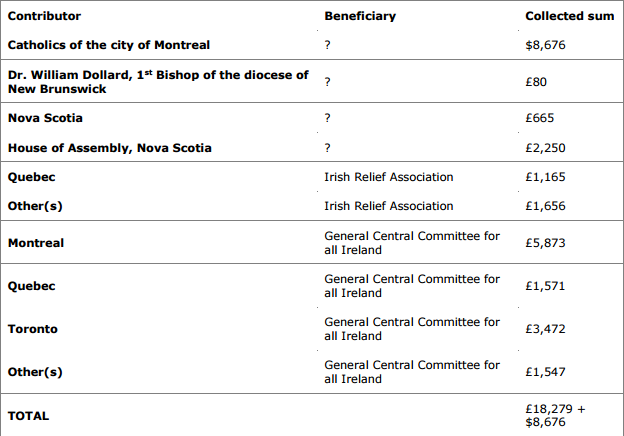 Contributor Beneficiary Collected sum
Catholics of the city of Montreal ? $8,676
Dr. William Dollard, 1st Bishop of the diocese of
New Brunswick ? £80
Nova Scotia ? £665
House of Assembly, Nova Scotia ? £2,250
Quebec Irish Relief Association £1,165
Other(s) Irish Relief Association £1,656
Montreal General Central Committee for
all Ireland £5,873
Quebec General Central Committee for
all Ireland £1,571
Toronto General Central Committee for
all Ireland £3,472
Other(s) General Central Committee for
all Ireland £1,547
TOTAL £18,279 +
$8,676